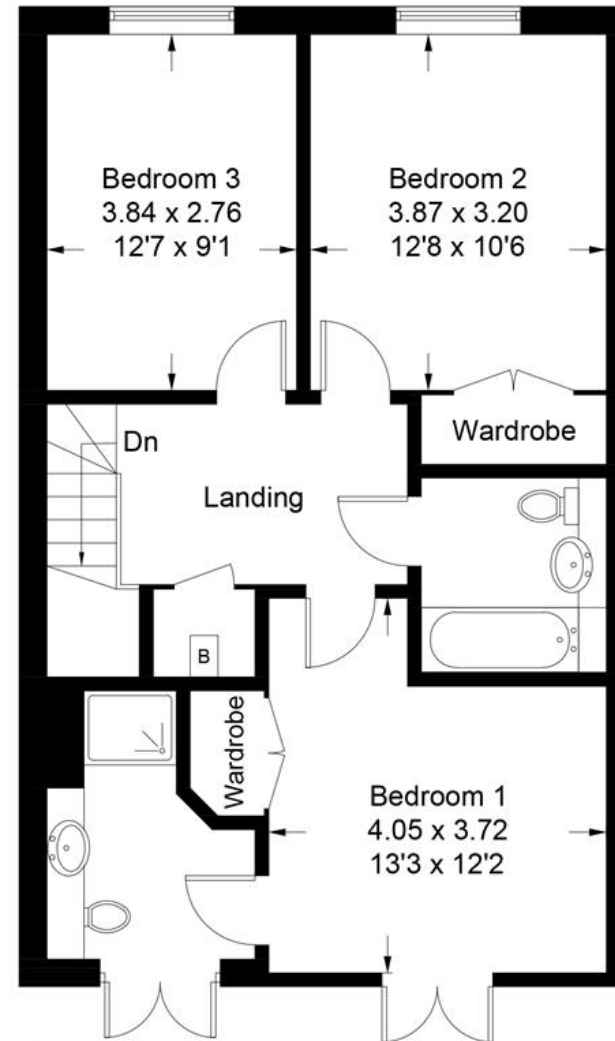 Bedroom 3
3.84 x 2.76
12'7 x 9'1
Bedroom 2
3.87 x 3.20
12'8 x 10'6
Wardrobe
Dn
Landing
B
Wardrobe
Bedroom 1
4.05 x 3.72
13'3 x 12'2